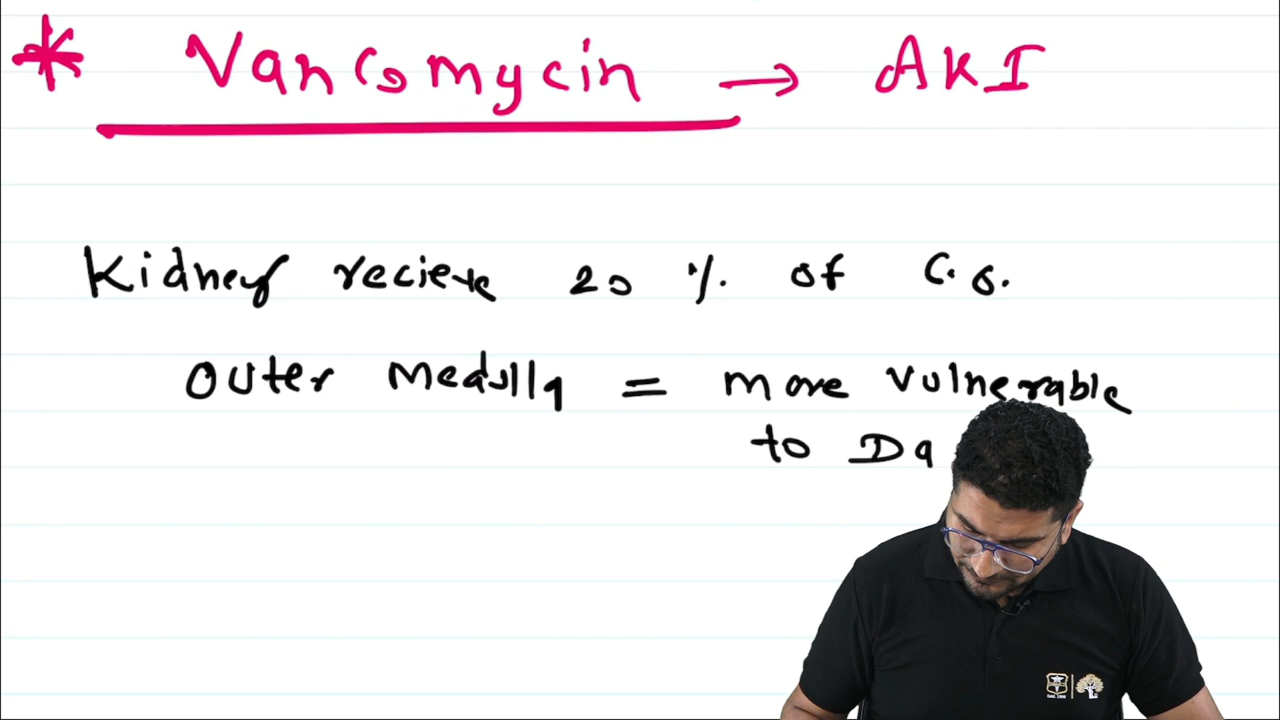 * Vancomycin → AKI
Kidney recieve 20 % of C.O.
Outer Medulla = more vulnerable
to Da